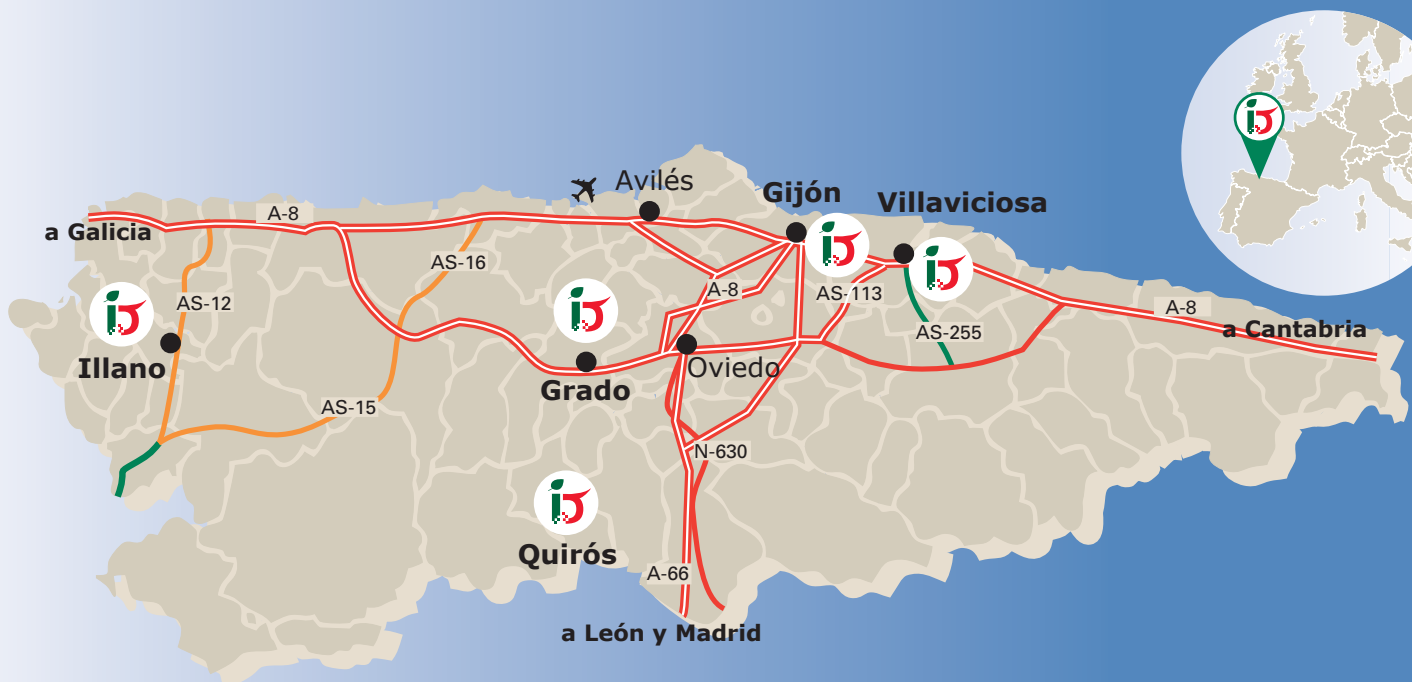 Avilés
Gijón
Villaviciosa
A-8
a Galicia
AS-16
A-8
AS-113
AS-12
A-8
AS-255
a Cantabria
Illano
Grado
Oviedo
AS-15
N-630
Quirós
A-66
a León y Madrid